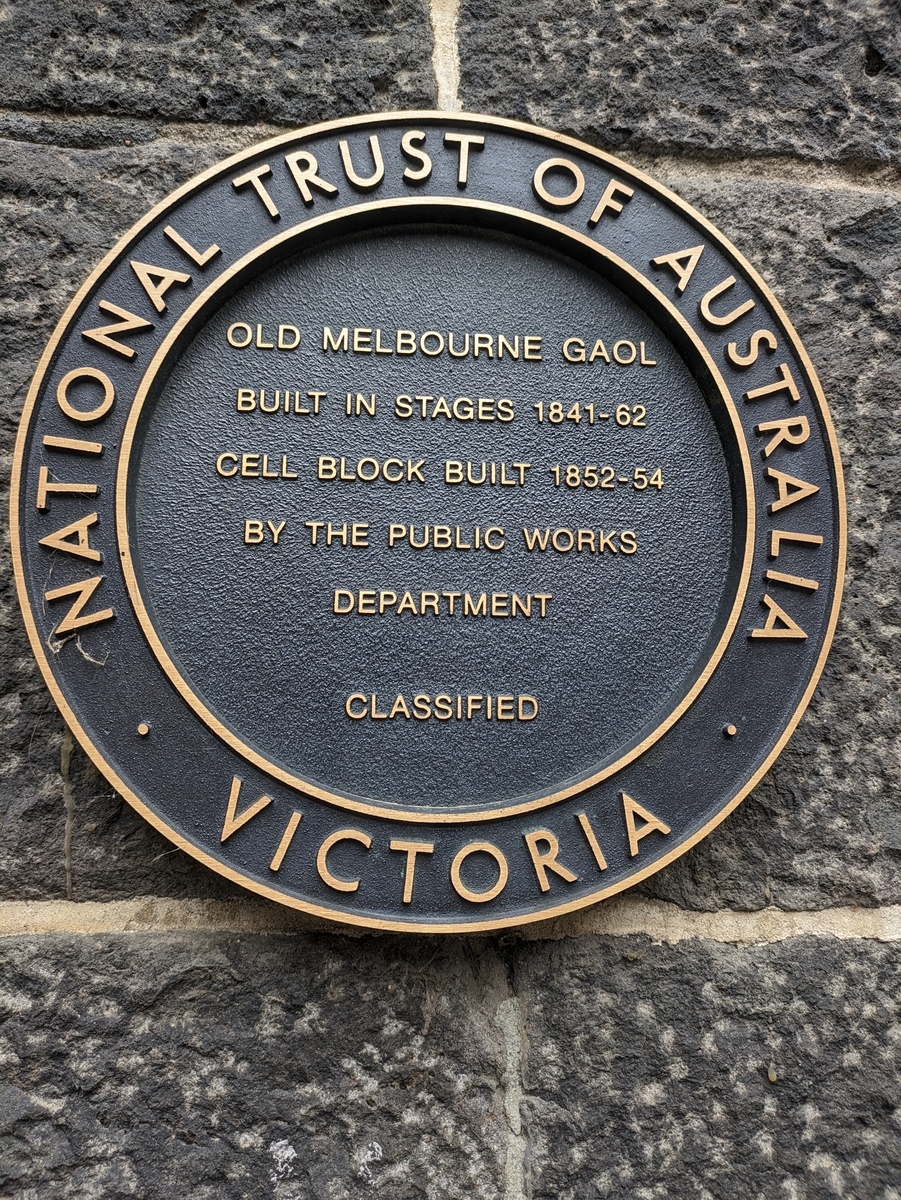 NATIONAL TRUST OF AUSTRALIA
OLD MELBOURNE GAOL
BUILT IN STAGES 1841-62
CELL BLOCK BUILT 1852-54
BY THE PUBLIC WORKS
DEPARTMENT
CLASSIFIED
VICTORIA